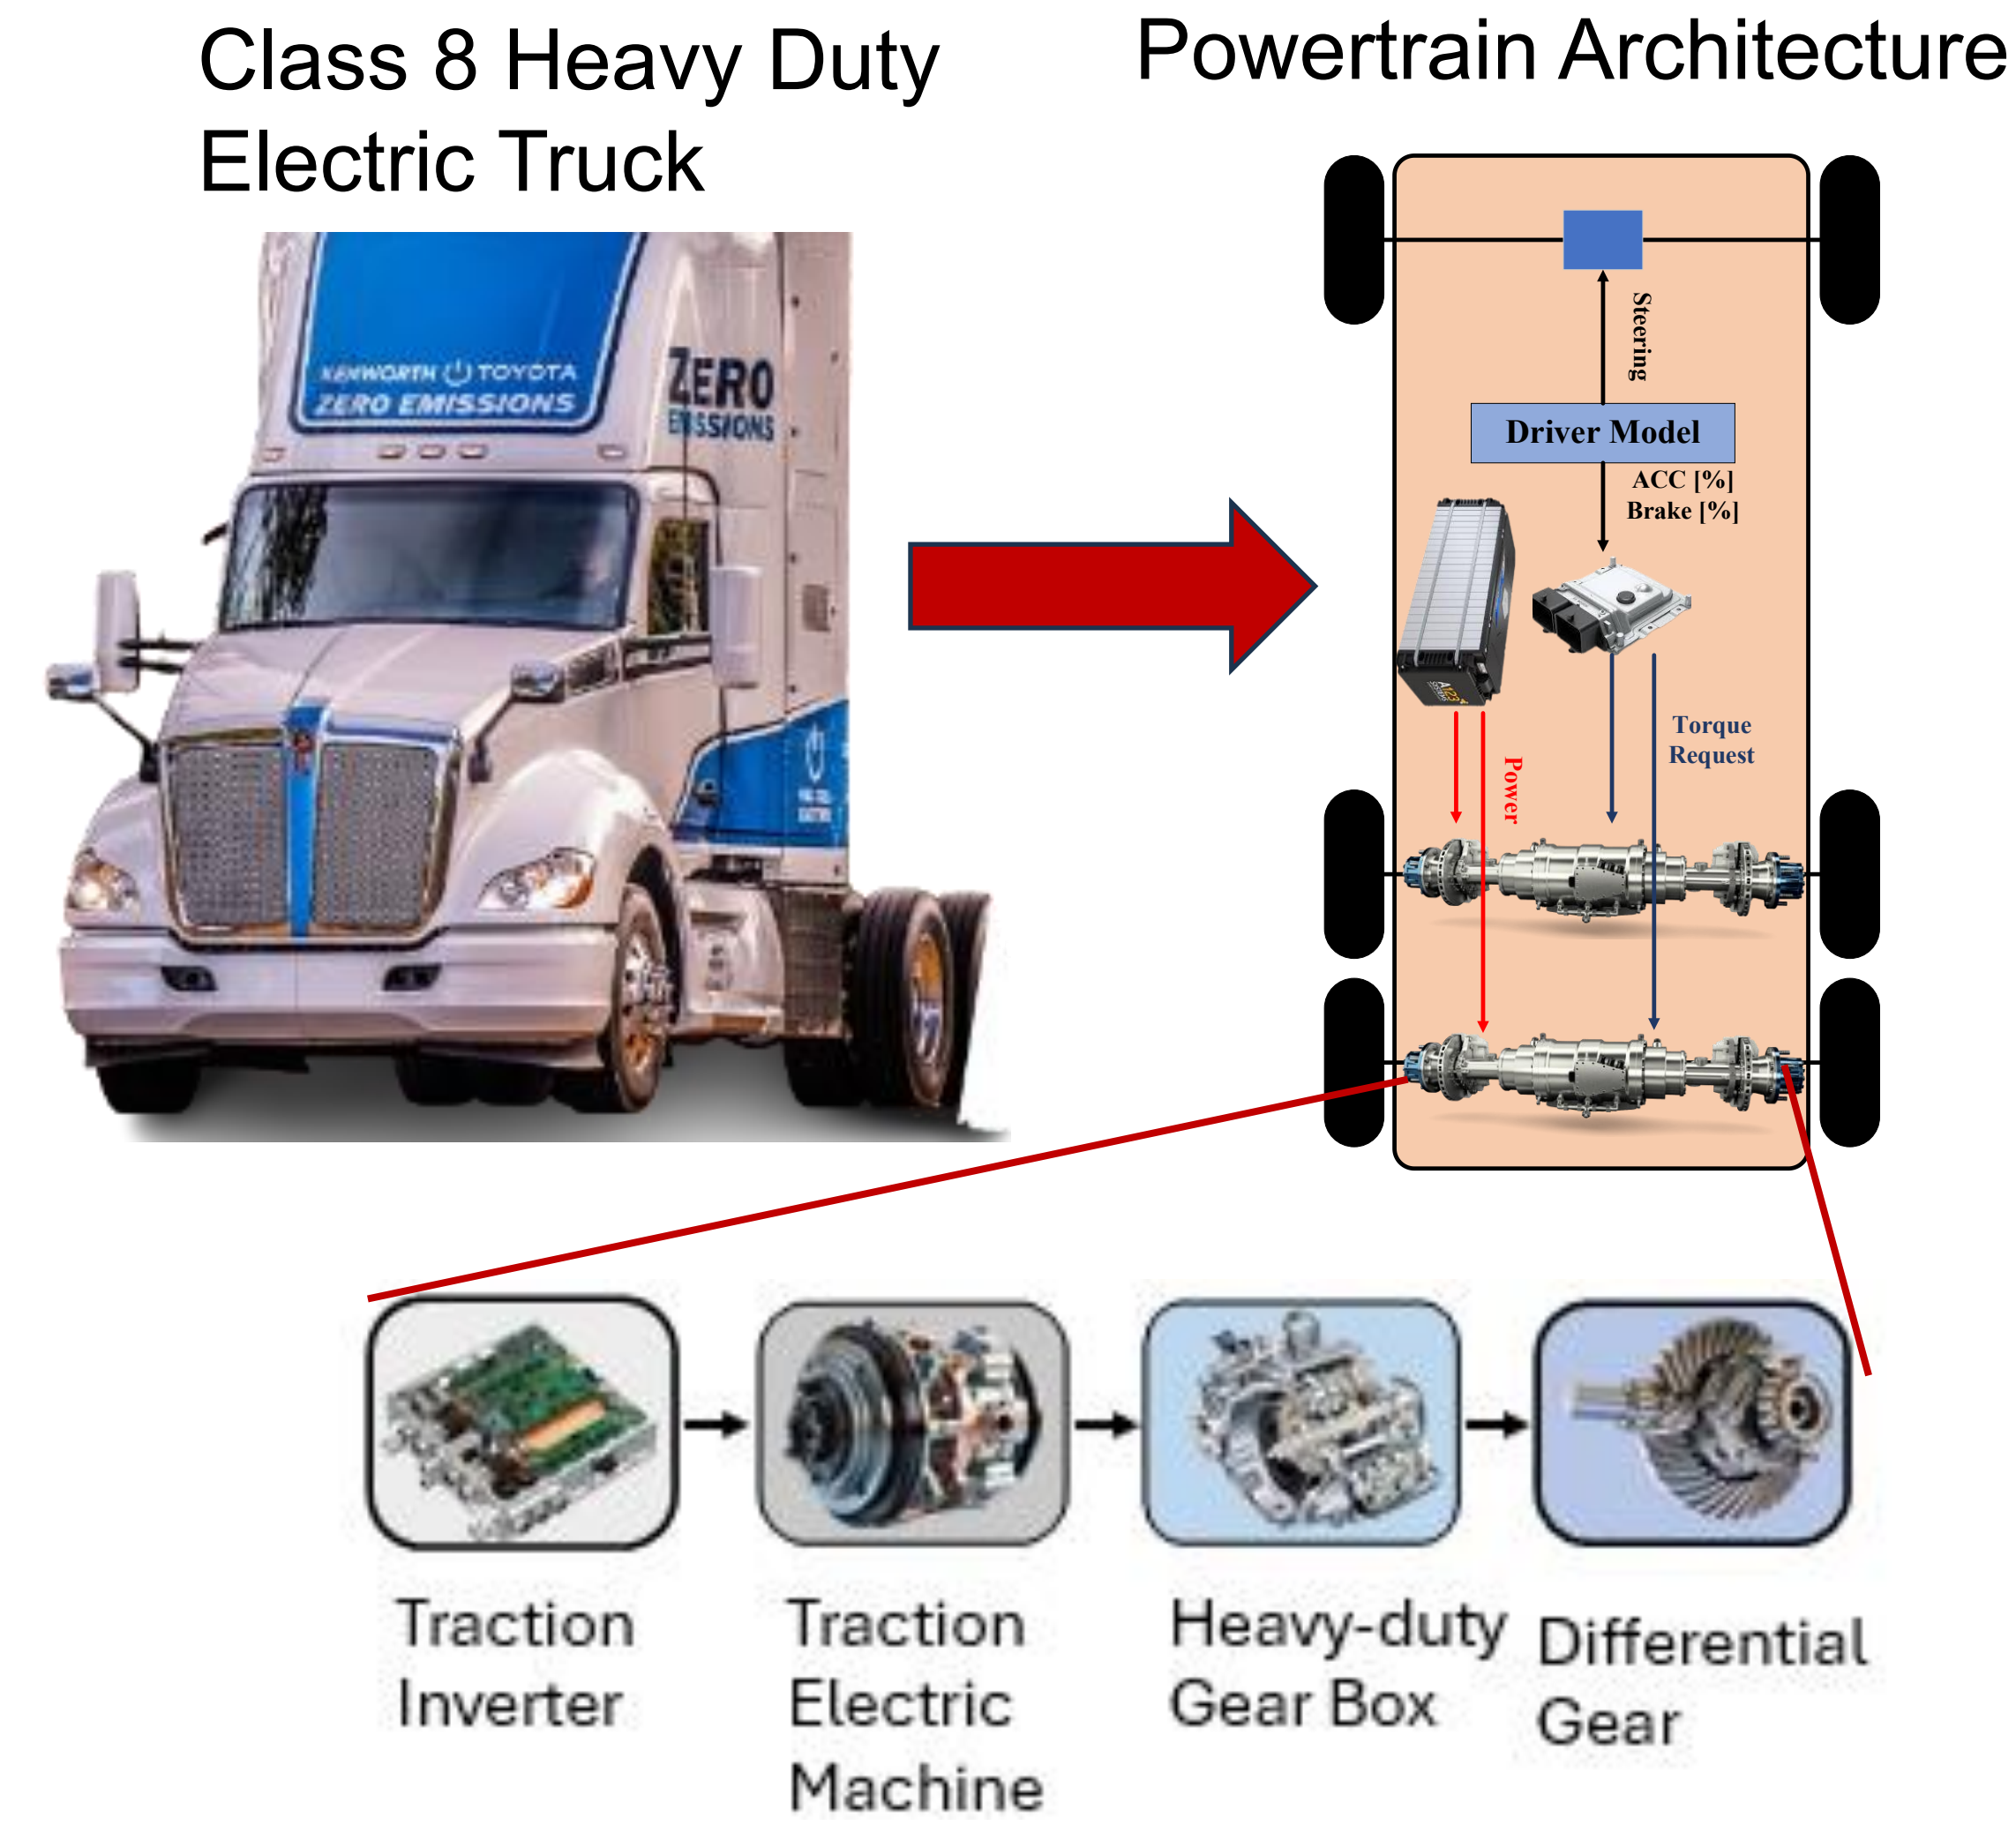 Class 8 Heavy Duty
Electric Truck
Powertrain Architecture
KENWORTH TOYOTA
ZERO EMISSIONS
ZERO
EMISSIONS
Steering
Driver Model
ACC [%]
Brake [%]
A123
Torque
Request
Power
Traction
Inverter
Traction
Electric
Machine
Heavy-duty
Gear Box
Differential
Gear